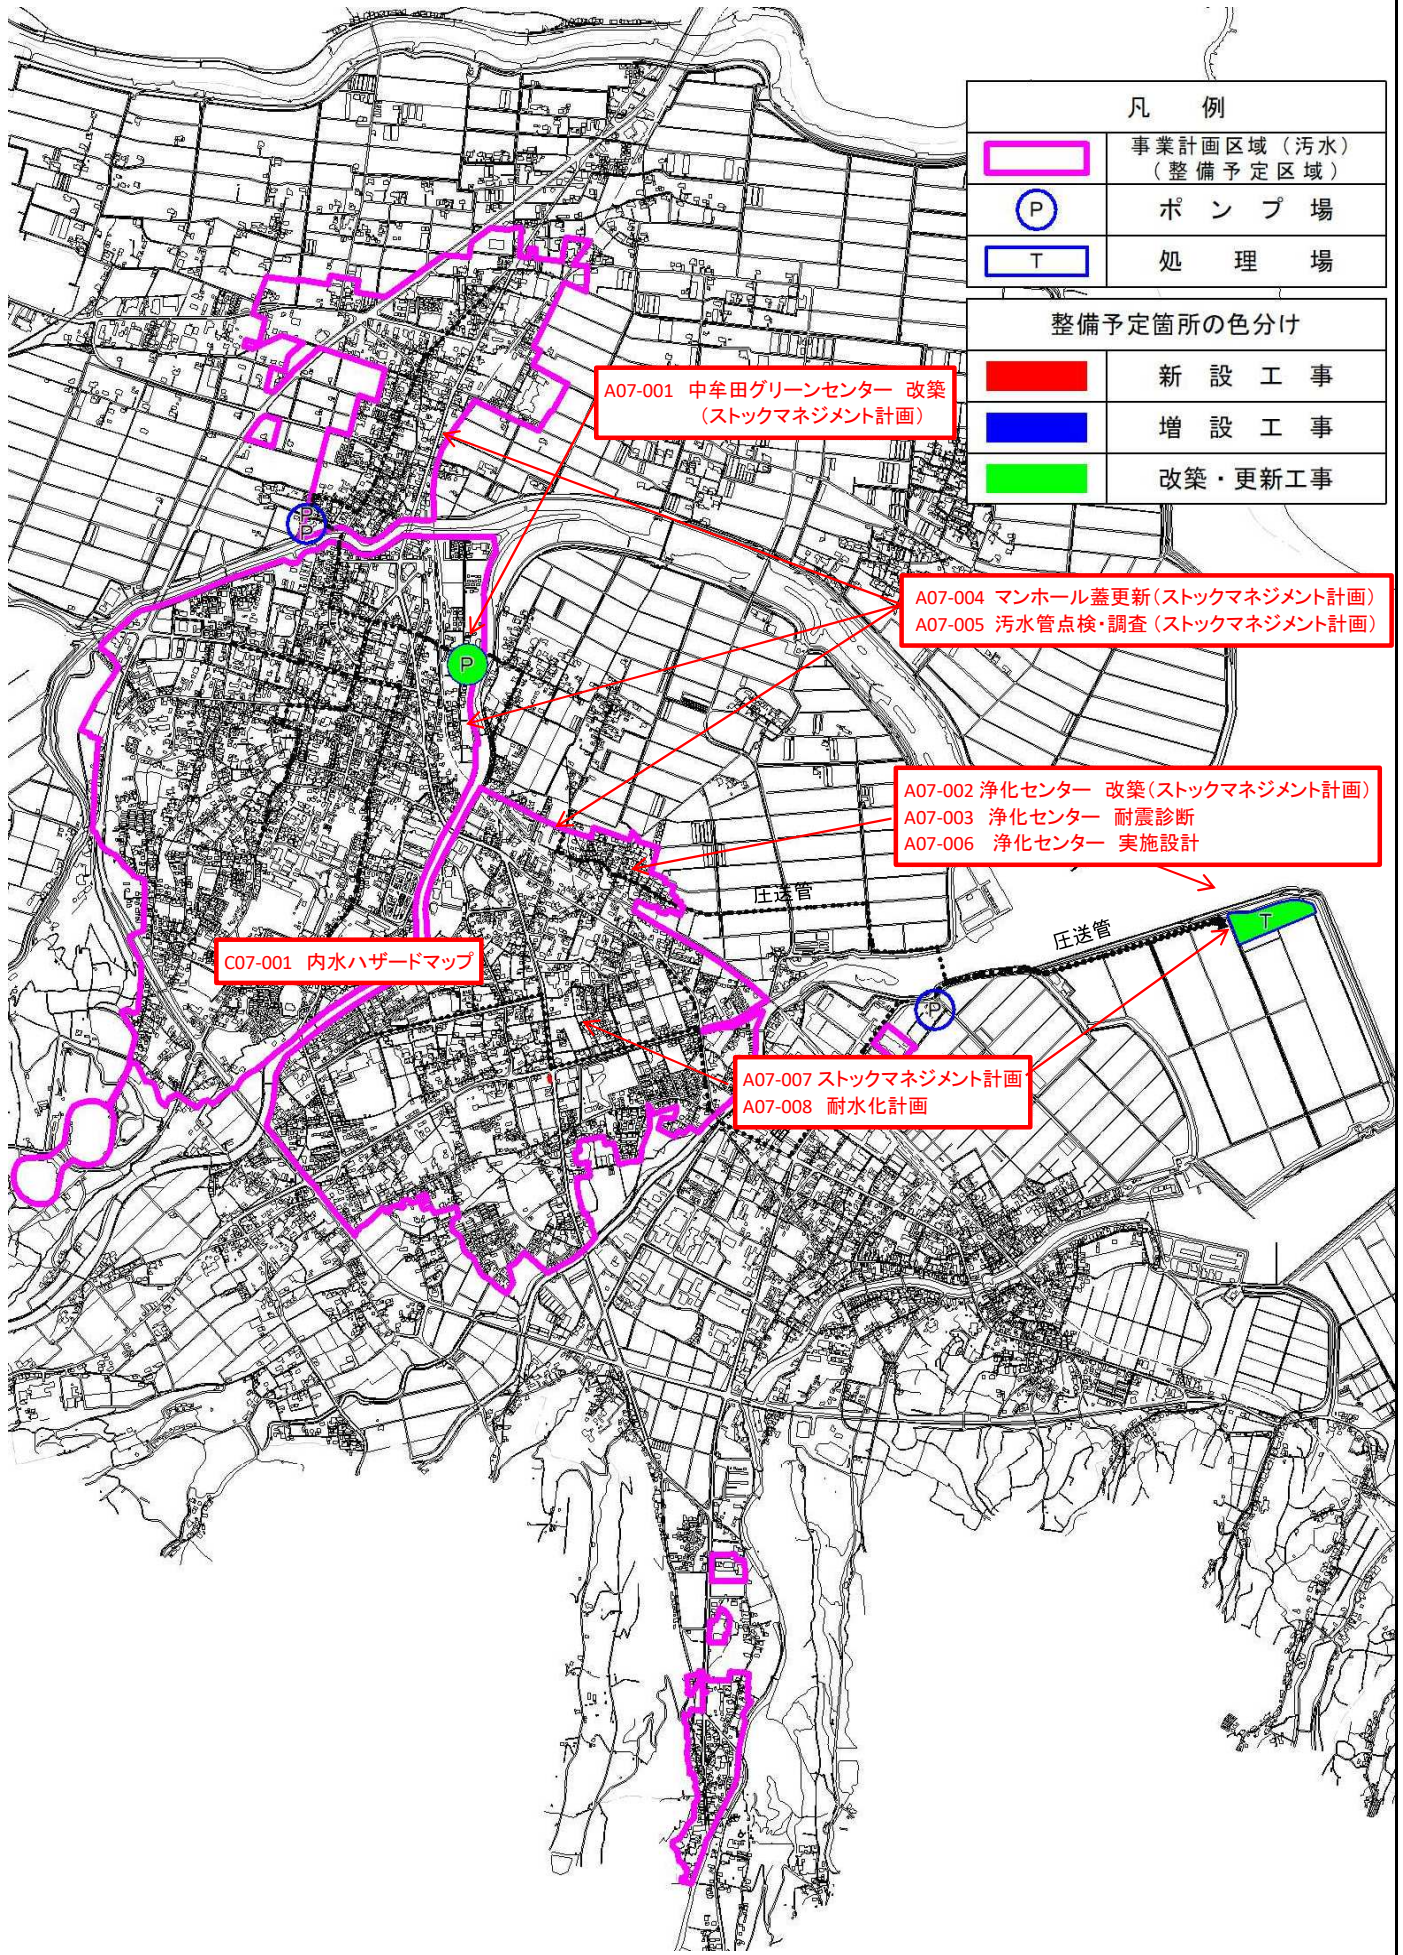 凡 例
事業計画区域（汚水）
（整備予定区域）
P
ポ ン プ 場
T
処 理 場
整備予定箇所の色分け
新 設 工 事
増 設 工 事
改築・更新工事
A07-001 中牟田グリーンセンター 改築
（ストックマネジメント計画）
P
P
A07-004 マンホール蓋更新（ストックマネジメント計画）
A07-005 汚水管点検・調査（ストックマネジメント計画）
P
A07-002 浄化センター 改築（ストックマネジメント計画）
A07-003 浄化センター 耐震診断
A07-006 浄化センター 実施設計
圧送管
圧送管
T
C07-001 内水ハザードマップ
P
A07-007 ストックマネジメント計画
A07-008 耐水化計画